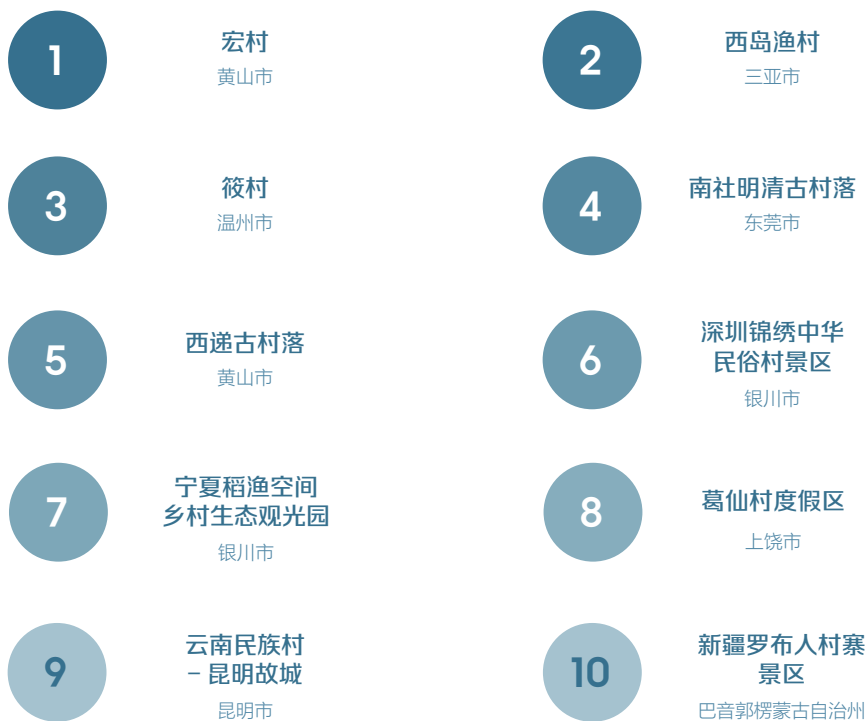 1
宏村
黄山市
2
西岛渔村
三亚市
3
筱村
温州市
4
南社明清古村落
东莞市
5
西递古村落
黄山市
6
深圳锦绣中华
民俗村景区
银川市
7
宁夏稻渔空间
乡村生态观光园
银川市
8
葛仙村度假区
上饶市
9
云南民族村
–昆明故城
昆明市
10
新疆罗布人村寨
景区
巴音郭楞蒙古自治州